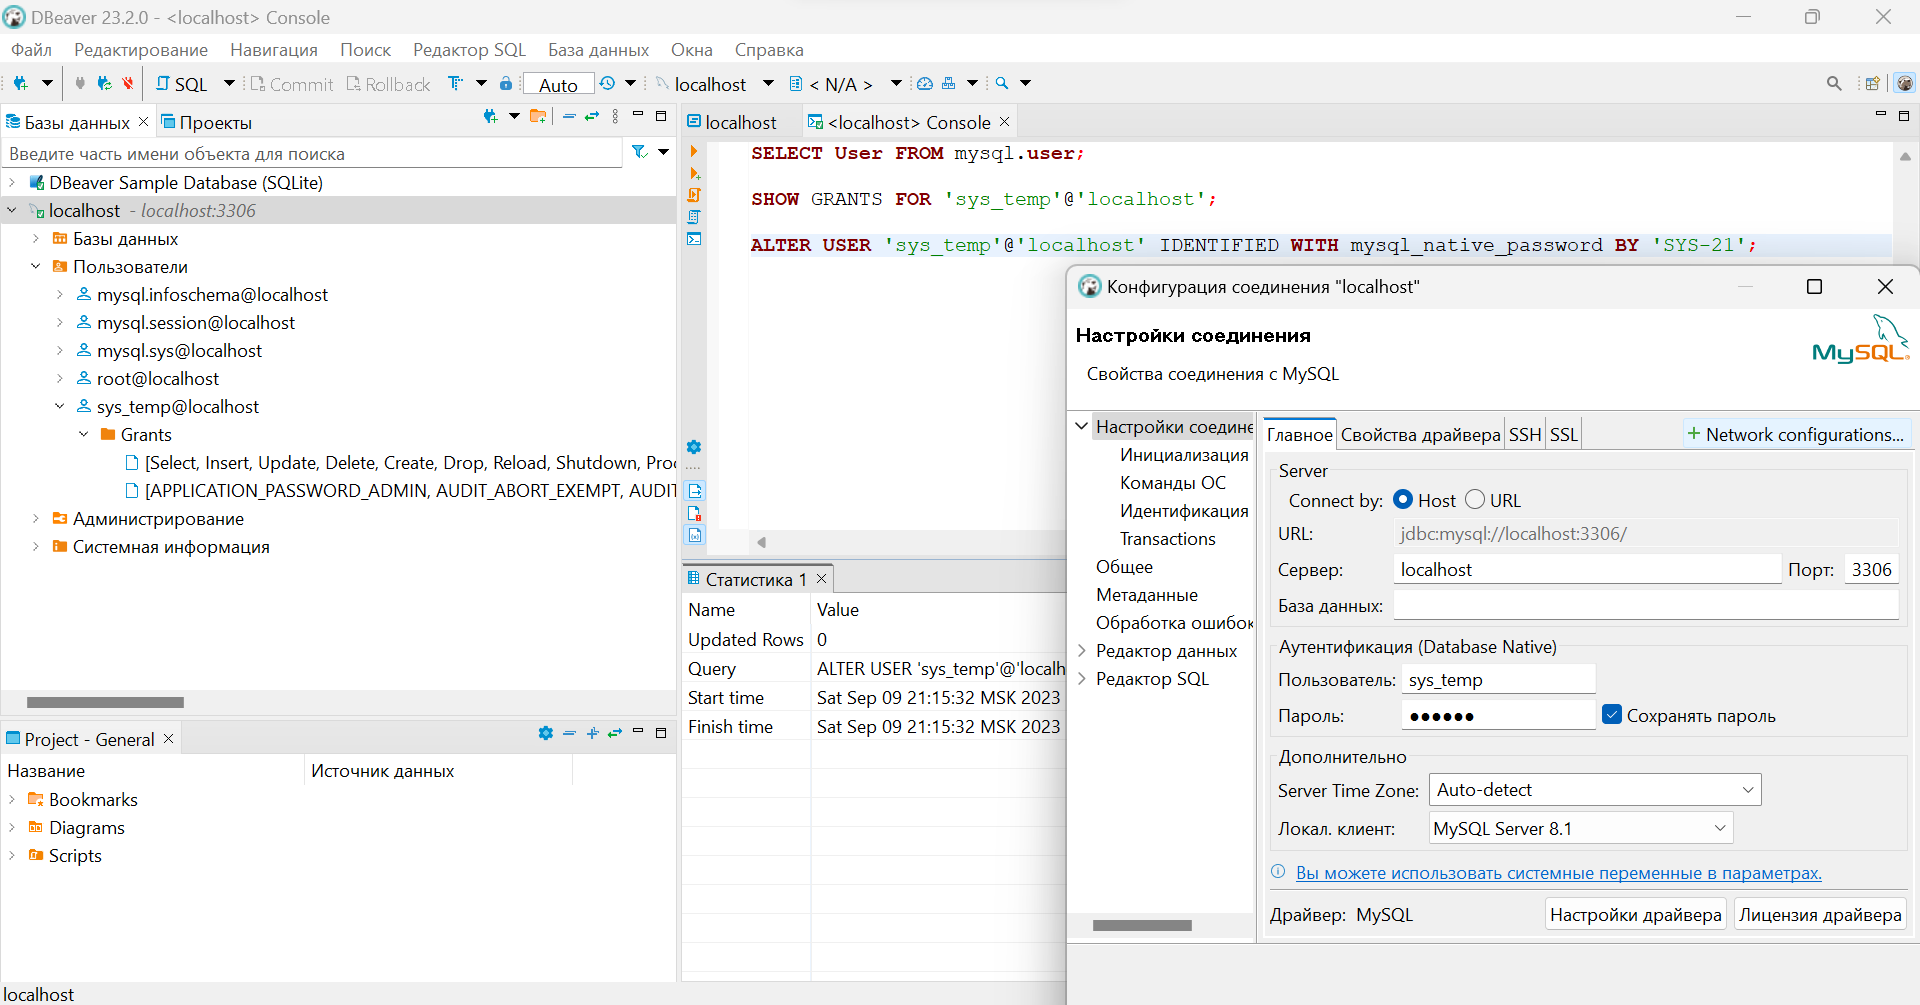 DBeaver 23.2.0 - <localhost> Console
Файл Редактирование Навигация Поиск Редактор SQL База данных Окна Справка
SQL Commit Rollback Auto localhost < N/A >
Базы данных Проекты
Введите часть имени объекта для поиска
DBeaver Sample Database (SQLite)
localhost - localhost:3306
Базы данных
Пользователи
mysql.infoschema@localhost
mysql.session@localhost
mysql.sys@localhost
root@localhost
sys_temp@localhost
Grants
[Select, Insert, Update, Delete, Create, Drop, Reload, Shutdown, Pro
[APPLICATION_PASSWORD_ADMIN, AUDIT_ABORT_EXEMPT, AUDIT
Администрирование
Системная информация
Project - General
Название Источник данных
Bookmarks
Diagrams
Scripts
localhost
localhost <localhost> Console
SELECT User FROM mysql.user;
SHOW GRANTS FOR 'sys_temp'@'localhost';
ALTER USER 'sys_temp'@'localhost' IDENTIFIED WITH mysql_native_password BY 'SYS-21';
Статистика 1
Name Value
Updated Rows 0
Query ALTER USER 'sys_temp'@'localh
Start time Sat Sep 09 21:15:32 MSK 2023
Finish time Sat Sep 09 21:15:32 MSK 2023
Конфигурация соединения "localhost"
Настройки соединения
Свойства соединения с MySQL
MySQL
Настройки соедине
Инициализация
Команды ОС
Идентификация
Transactions
Общее
Метаданные
Обработка ошибок
Редактор данных
Редактор SQL
Главное Свойства драйвера SSH SSL + Network configurations...
Server
Connect by: Host URL
URL: jdbc:mysql://localhost:3306/
Сервер: localhost Порт: 3306
База данных:
Аутентификация (Database Native)
Пользователь: sys_temp
Пароль: ●●●●●● Сохранять пароль
Дополнительно
Server Time Zone: Auto-detect
Локал. клиент: MySQL Server 8.1
Вы можете использовать системные переменные в параметрах.
Драйвер: MySQL Настройки драйвера Лицензия драйвера